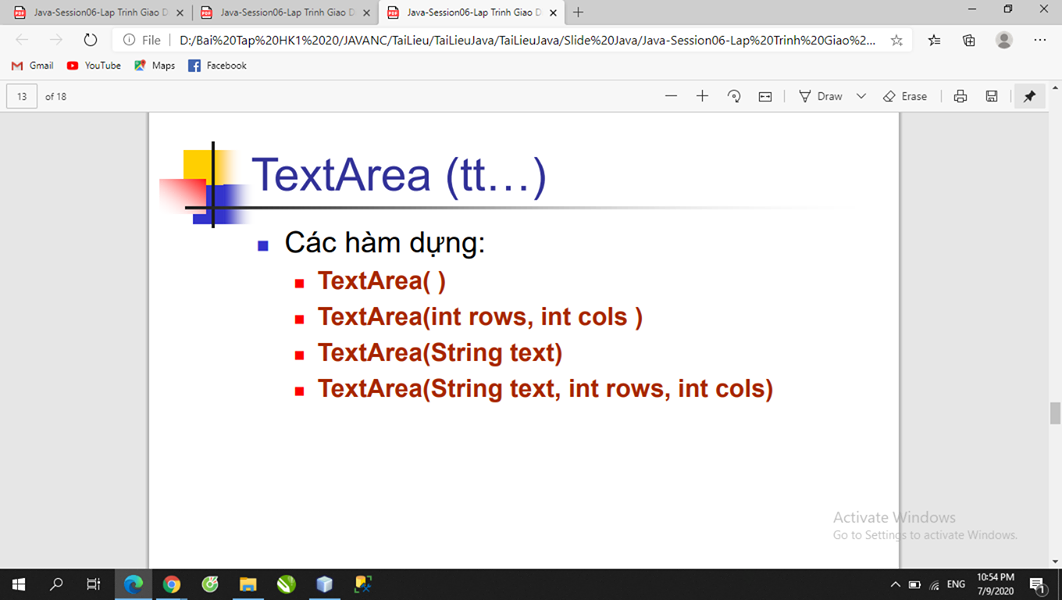 Java-Session06-Lap Trinh Giao D
Java-Session06-Lap Trinh Giao D
Java-Session06-Lap Trinh Giao D
File
D:/Bai%20Tap%20HK1%2020/JAVANC/TaiLieu/TaiLieuJava/TaiLieuJava/Slide%20Java/Java-Session06-Lap%20Trinh%20Giao%2...
Gmail
YouTube
Maps
Facebook
13 of 18
Draw
Erase
TextArea (tt…)
Các hàm dựng:
TextArea( )
TextArea(int rows, int cols )
TextArea(String text)
TextArea(String text, int rows, int cols)
Activate Windows
Go to Settings to activate Windows.
ENG
10:54 PM
7/9/2020
1